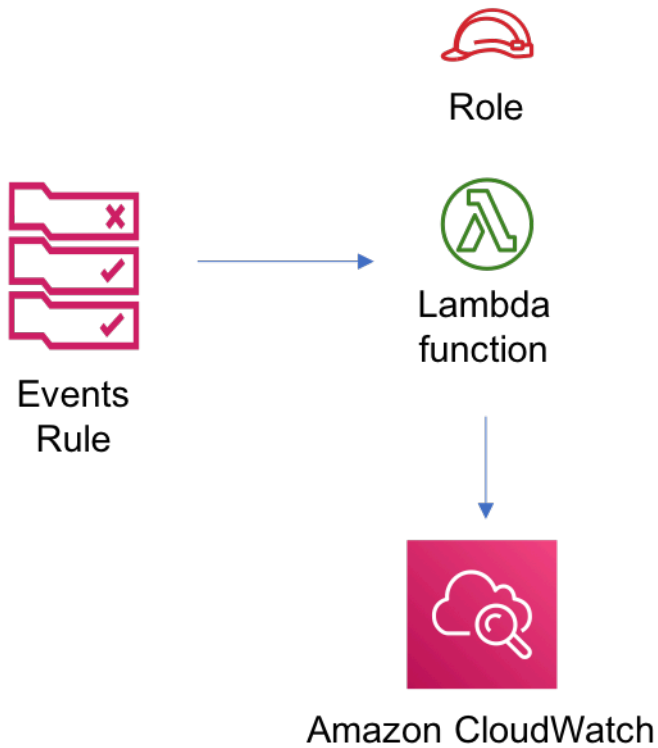 Role
Lambda
function
Events
Rule
Amazon CloudWatch